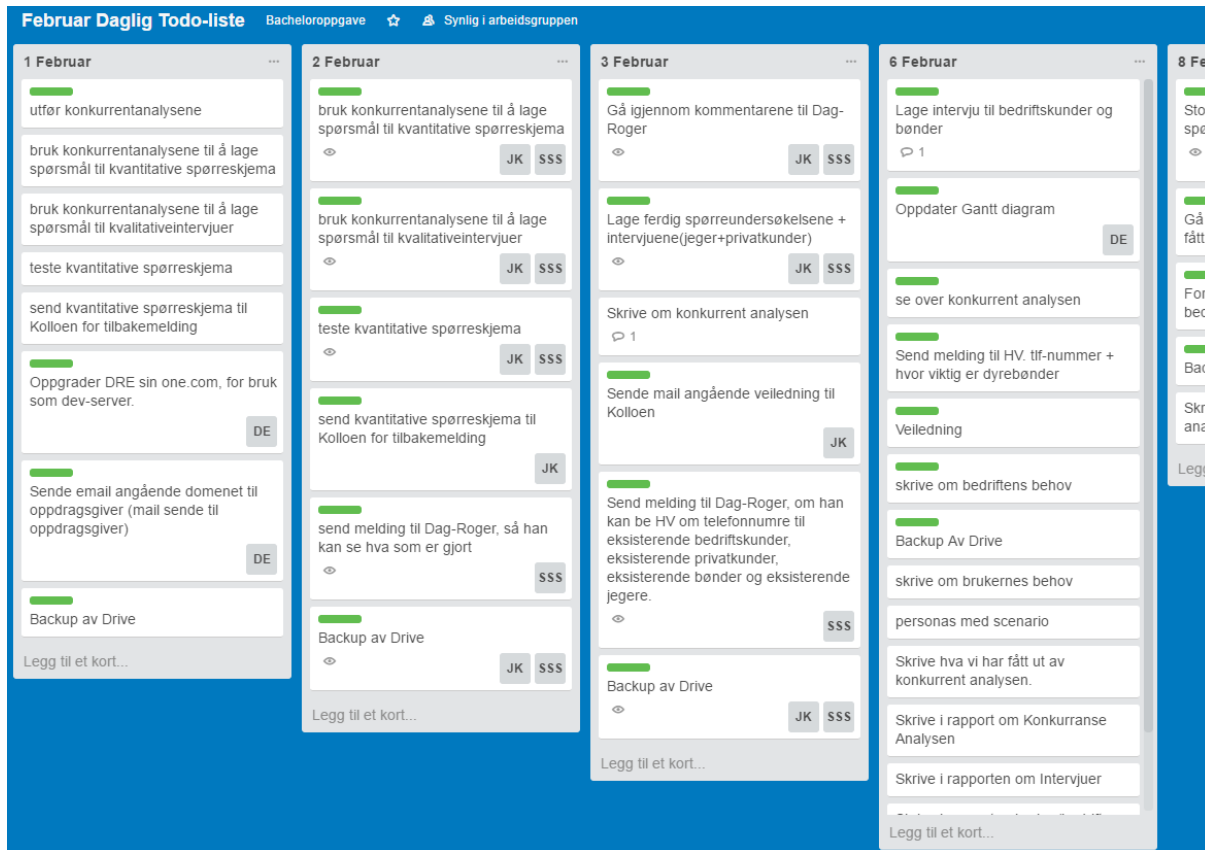 Februar Daglig Todo-liste Bacheloroppgave Synlig i arbeidsgruppen
1 Februar
utfør konkurrentanalysene
bruk konkurrentanalysene til å lage
spørsmål til kvantitative spørreskjema
bruk konkurrentanalysene til å lage
spørsmål til kvalitativeintervjuer
teste kvantitative spørreskjema
send kvantitative spørreskjema til
Kolloen for tilbakemelding
Oppgrader DRE sin one.com, for bruk
som dev-server.
DE
Sende email angående domenet til
oppdragsgiver (mail sende til
oppdragsgiver)
DE
Backup av Drive
Legg til et kort...
2 Februar
bruk konkurrentanalysene til å lage
spørsmål til kvantitative spørreskjema
JK SSS
bruk konkurrentanalysene til å lage
spørsmål til kvalitativeintervjuer
JK SSS
teste kvantitative spørreskjema
JK SSS
send kvantitative spørreskjema til
Kolloen for tilbakemelding
JK
send melding til Dag-Roger, så han
kan se hva som er gjort
SSS
Backup av Drive
JK SSS
Legg til et kort...
3 Februar
Gå igjennom kommentarene til Dag-
Roger
JK SSS
Lage ferdig spørreundersøkelsene +
intervjuene(jeger+privatkunder)
JK SSS
Skrive om konkurrent analysen
1
Sende mail angående veiledning til
Kolloen
JK
Send melding til Dag-Roger, om han
kan be HV om telefonnumre til
eksisterende bedriftskunder,
eksisterende privatkunder,
eksisterende bønder og eksisterende
jegere.
SSS
Backup av Drive
JK SSS
Legg til et kort...
6 Februar
Lage intervju til bedriftskunder og
bønder
1
Oppdater Gantt diagram
DE
se over konkurrent analysen
Send melding til HV. tlf-nummer +
hvor viktig er dyrebønder
Veiledning
skrive om bedriftens behov
Backup Av Drive
skrive om brukernes behov
personas med scenario
Skrive hva vi har fått ut av
konkurrent analysen.
Skrive i rapport om Konkurranse
Analysen
Skrive i rapporten om Intervjuer
Legg til et kort...
8 Fe
Sto
spø
Gå
fått
For
bed
Bac
Skr
ana
Legg